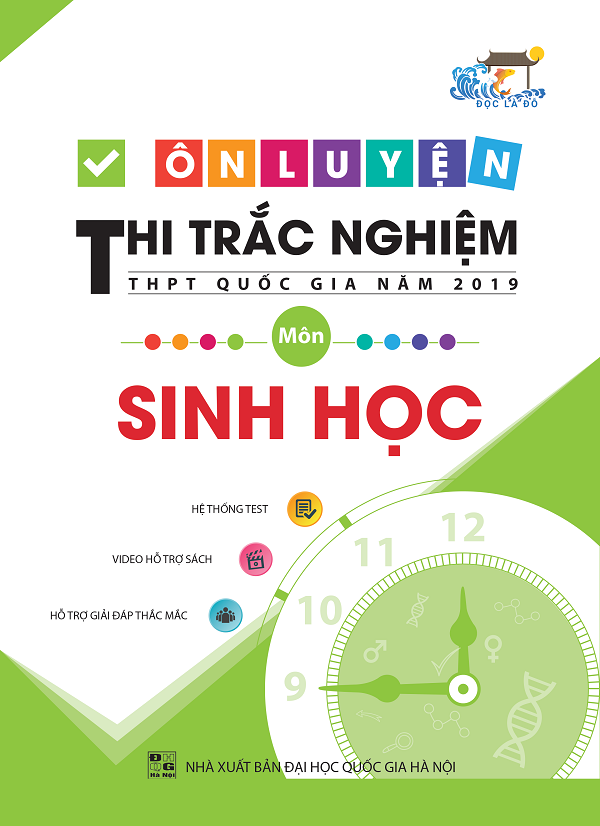 ĐỌC LÀ ĐỖ
ÔN LUYỆN
THI TRẮC NGHIỆM
THPT QUỐC GIA NĂM 2019
Môn
SINH HỌC
HỆ THỐNG TEST
VIDEO HỖ TRỢ SÁCH
HỖ TRỢ GIẢI ĐÁP THẮC MẮC
12
11
10
9
Hà Nội
NHÀ XUẤT BẢN ĐẠI HỌC QUỐC GIA HÀ NỘI